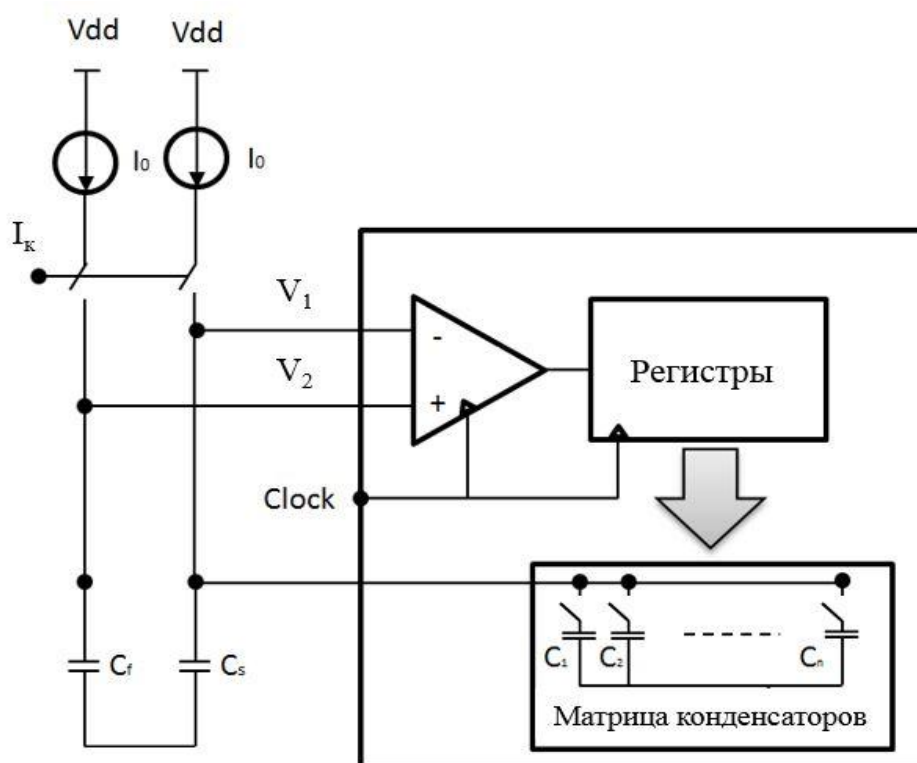 Vdd Vdd
I₀ I₀
Iк
V₁
V₂
-
+
Регистры
Clock
Cf Cs
C₁ C₂ Cn
Матрица конденсаторов